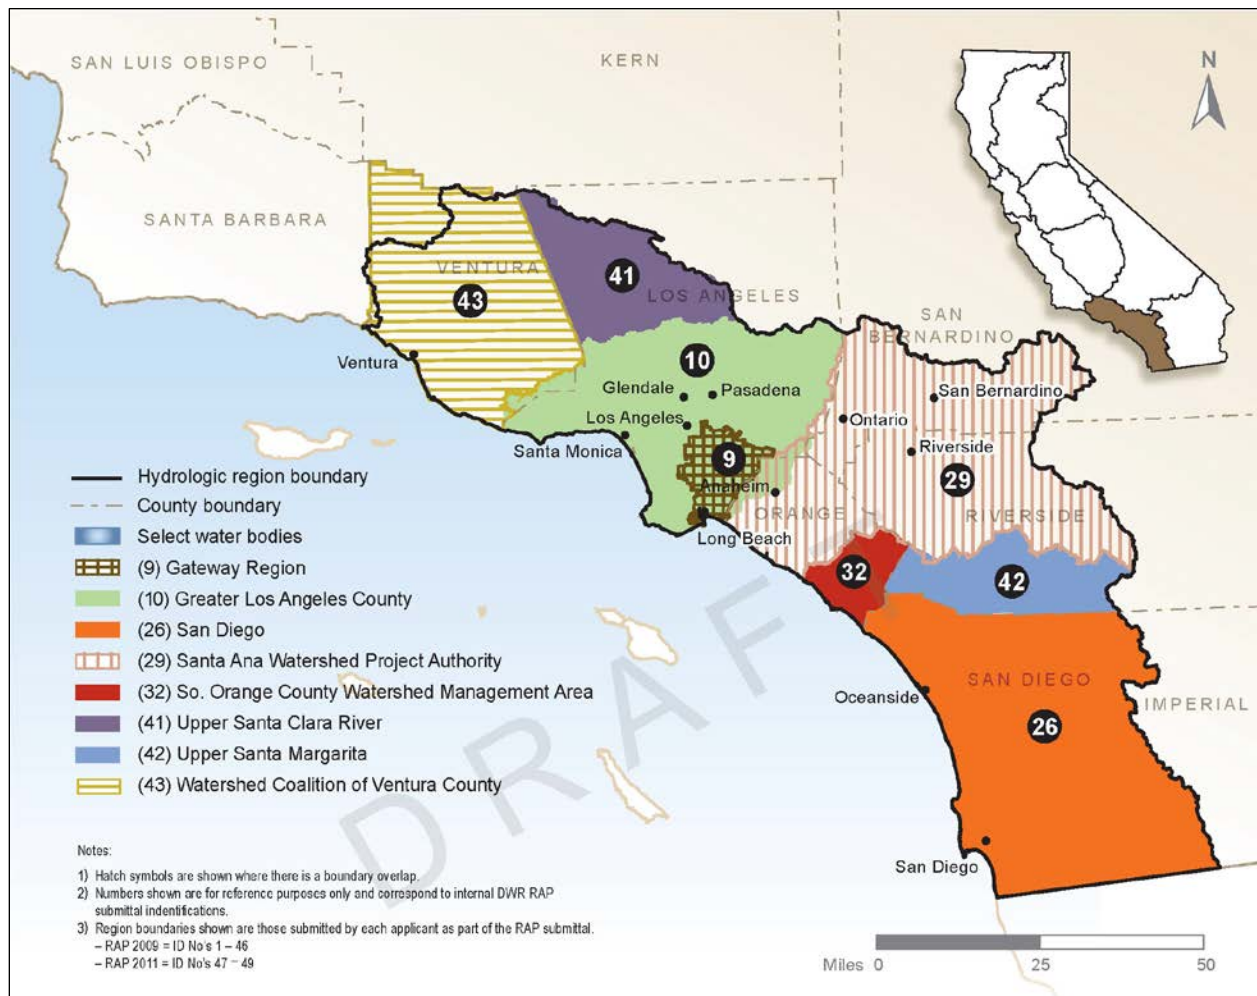 SAN LUIS OBISPO
KERN
N
SANTA BARBARA
VENTURA
41
LOS ANGELES
43
SAN
BERNARDINO
10
Ventura
Glendale
Pasadena
San Bernardino
Los Angeles
Ontario
Santa Monica
Riverside
9
29
Anaheim
ORANGE
RIVERSIDE
Long Beach
32
42
Oceanside
SAN DIEGO
IMPERIAL
26
San Diego
Hydrologic region boundary
County boundary
Select water bodies
(9) Gateway Region
(10) Greater Los Angeles County
(26) San Diego
(29) Santa Ana Watershed Project Authority
(32) So. Orange County Watershed Management Area
(41) Upper Santa Clara River
(42) Upper Santa Margarita
(43) Watershed Coalition of Ventura County
DRAFT
Notes:
1) Hatch symbols are shown where there is a boundary overlap.
2) Numbers shown are for reference purposes only and correspond to internal DWR RAP
submittal indentifications.
3) Region boundaries shown are those submitted by each applicant as part of the RAP submittal.
– RAP 2009 = ID No's 1 – 46
– RAP 2011 = ID No's 47 – 49
Miles 0 25 50